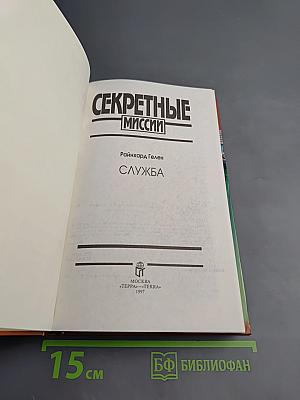 СЕКРЕТНЫЕ
МИССИИ
Райнхард Гелен
СЛУЖБА
МОСКВА
«ТЕРРА»—«TERRA»
1997
15 см
БФ БИБЛИОФАН